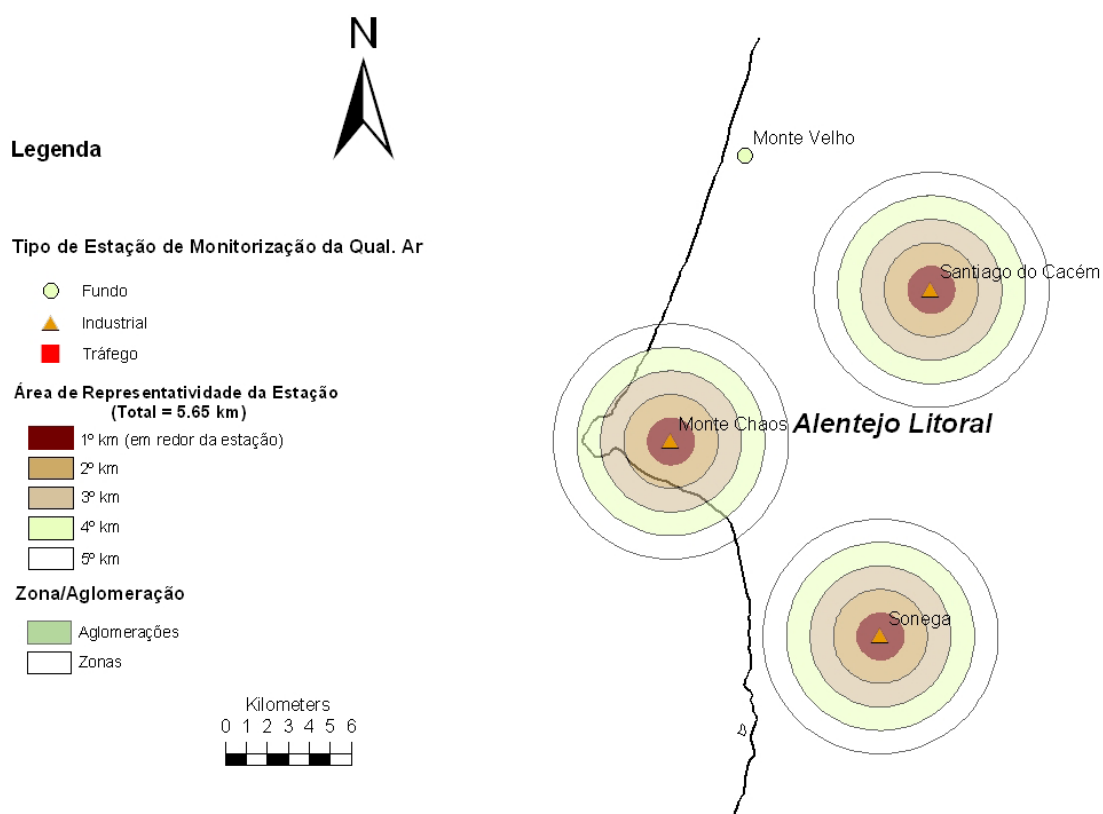 N
Legenda
Tipo de Estação de Monitorização da Qual. Ar
Fundo
Industrial
Tráfego
Área de Representatividade da Estação
(Total = 5.65 km)
1º km (em redor da estação)
2º km
3º km
4º km
5º km
Zona/Aglomeração
Aglomerações
Zonas
Kilometers
0 1 2 3 4 5 6
Monte Velho
Santiago do Cacém
Monte Chaos
Alentejo Litoral
Sonega